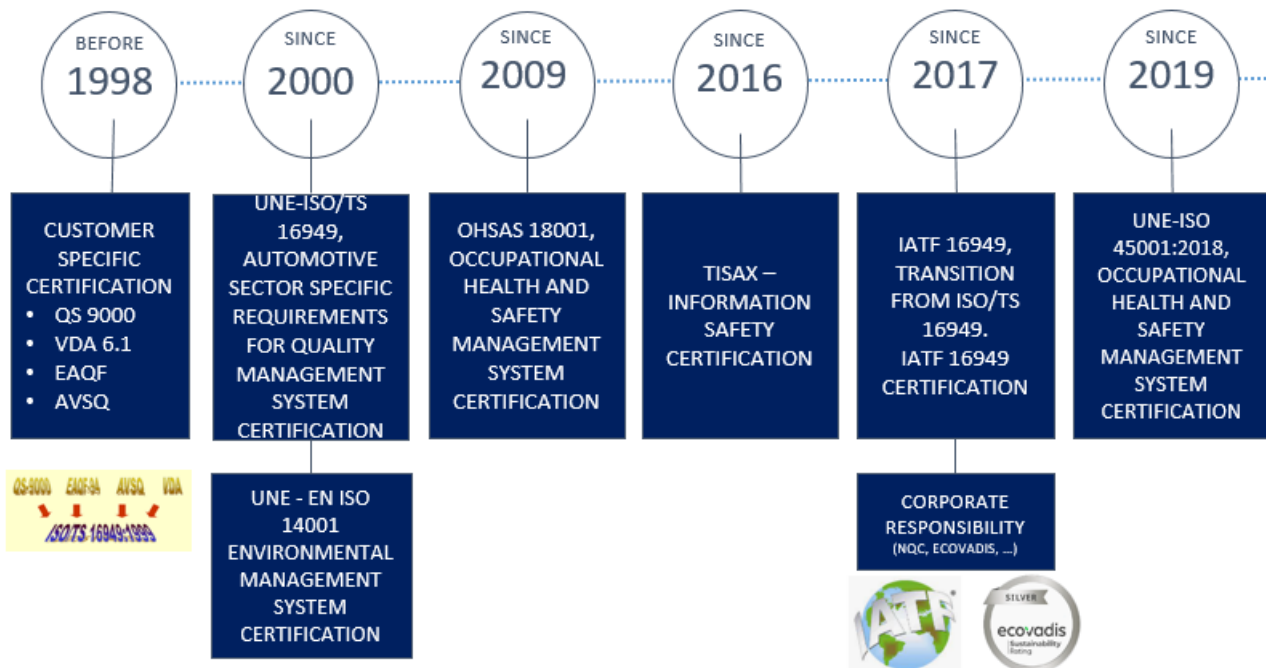 BEFORE
1998
SINCE
2000
SINCE
2009
SINCE
2016
SINCE
2017
SINCE
2019
CUSTOMER
SPECIFIC
CERTIFICATION
• QS 9000
• VDA 6.1
• EAQF
• AVSQ
UNE-ISO/TS
16949,
AUTOMOTIVE
SECTOR SPECIFIC
REQUIREMENTS
FOR QUALITY
MANAGEMENT
SYSTEM
CERTIFICATION
OHSAS 18001,
OCCUPATIONAL
HEALTH AND
SAFETY
MANAGEMENT
SYSTEM
CERTIFICATION
TISAX –
INFORMATION
SAFETY
CERTIFICATION
IATF 16949,
TRANSITION
FROM ISO/TS
16949.
IATF 16949
CERTIFICATION
UNE-ISO
45001:2018,
OCCUPATIONAL
HEALTH AND
SAFETY
MANAGEMENT
SYSTEM
CERTIFICATION
QS-9000 EAQF-94 AVSQ VDA
ISO/TS 16949:1999
UNE - EN ISO
14001
ENVIRONMENTAL
MANAGEMENT
SYSTEM
CERTIFICATION
CORPORATE
RESPONSIBILITY
(NQC, ECOVADIS, ...)
IATF
SILVER
ecovadis
Sustainability
Rating